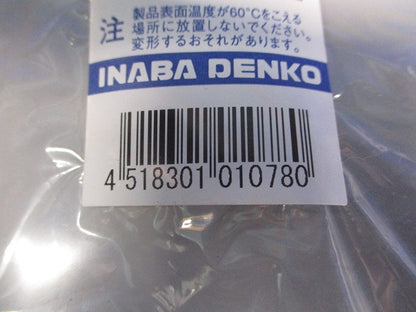 製品表面温度が60℃をこえる
注 場所に放置しないでください。
変形するおそれがあります。
INABA DENKO
4 518301 010780